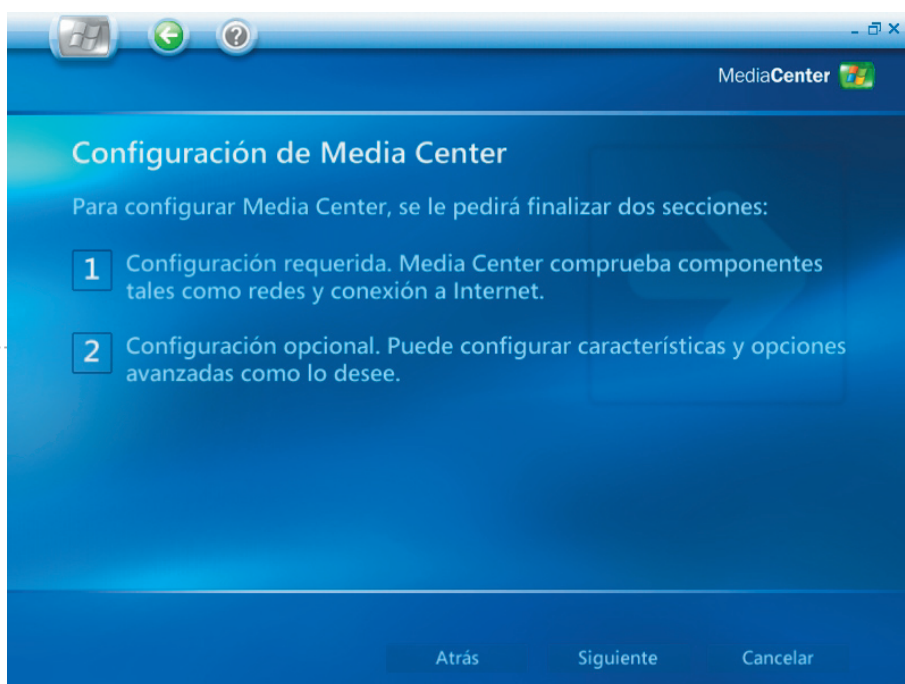 MediaCenter
Configuración de Media Center
Para configurar Media Center, se le pedirá finalizar dos secciones:
1 Configuración requerida. Media Center comprueba componentes
tales como redes y conexión a Internet.
2 Configuración opcional. Puede configurar características y opciones
avanzadas como lo desee.
Atrás Siguiente Cancelar